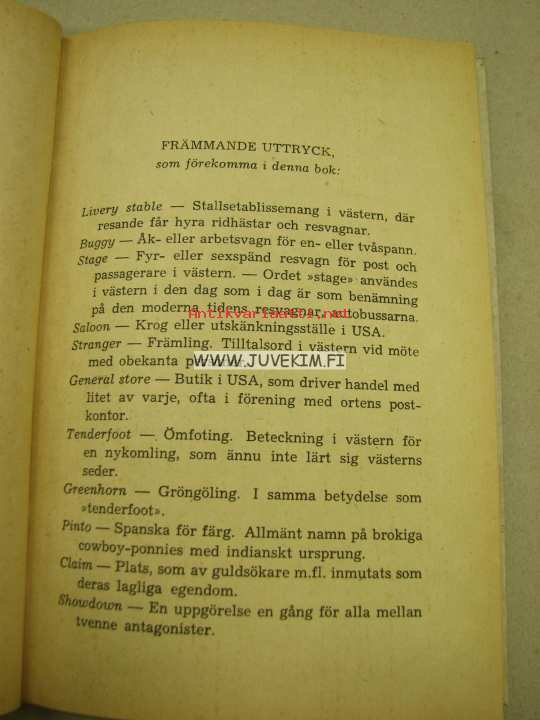 FRÄMMANDE UTTRYCK,
som förekomma i denna bok:
Livery stable — Stallsetablissemang i västern, där
resande får hyra ridhästar och resvagnar.
Buggy — Åk- eller arbetsvagn för en- eller tvåspann.
Stage — Fyr- eller sexspänd resvagn för post och
passagerare i västern. — Ordet »stage» användes
i västern i den dag som i dag är som benämning
på den moderna tidens resvagnar, autobussarna.
Antikvariaatti.net
Saloon — Krog eller utskänkningsställe i USA.
Stranger — Främling. Tilltalsord i västern vid möte
med obekanta
WWW.JUVEKIM.FI
General store — Butik i USA, som driver handel med
litet av varje, ofta i förening med ortens post-
kontor.
Tenderfoot — Ömfoting. Beteckning i västern för
en nykomling, som ännu inte lärt sig västerns
seder.
Greenhorn — Gröngöling. I samma betydelse som
»tenderfoot».
Pinto — Spanska för färg. Allmänt namn på brokiga
cowboy-ponnies med indianskt ursprung.
Claim — Plats, som av guldsökare m.fl. inmutats som
deras lagliga egendom.
Showdown — En uppgörelse en gång för alla mellan
tvenne antagonister.